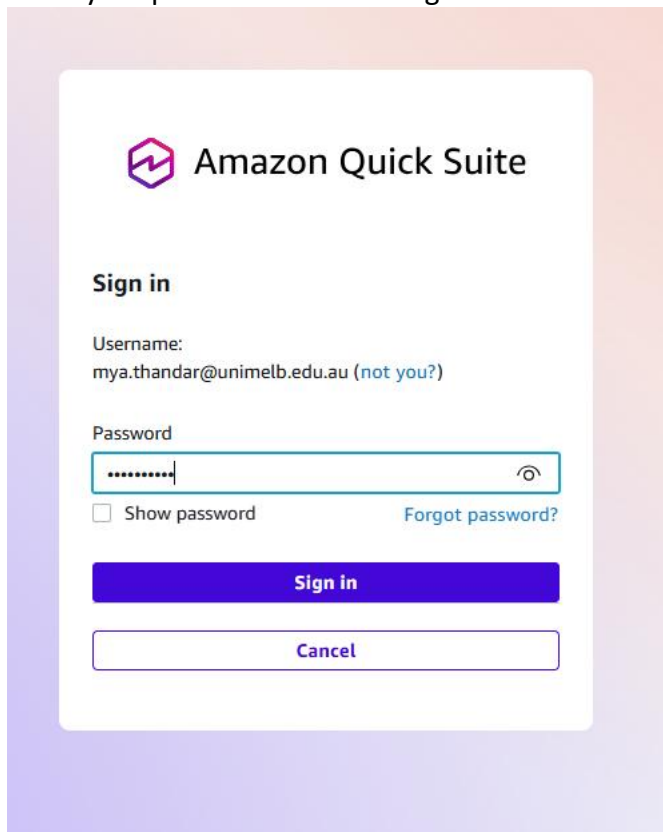 Amazon Quick Suite
Sign in
Username:
mya.thandar@unimelb.edu.au (not you?)
Password
••••••••••
Show password Forgot password?
Sign in
Cancel